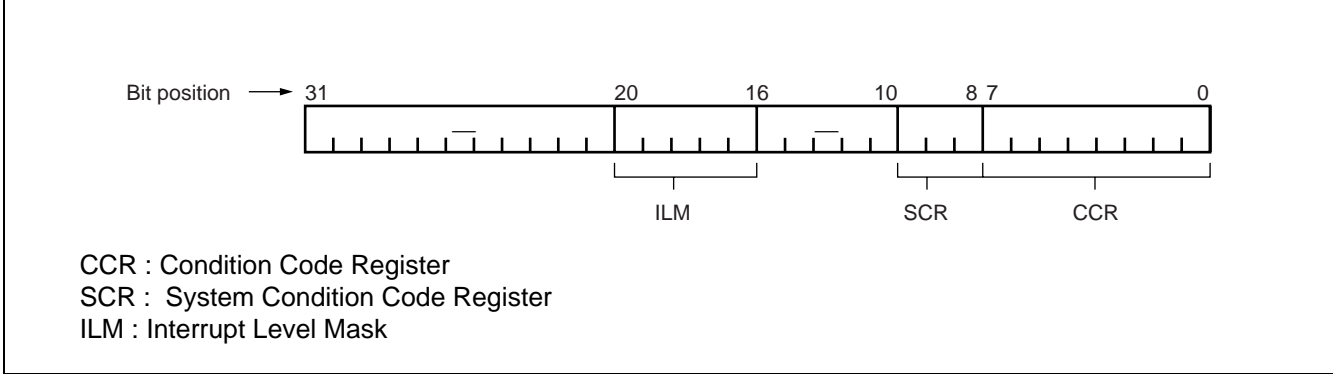 Bit position 31 20 16 10 8 7 0
— —
ILM SCR CCR
CCR : Condition Code Register
SCR : System Condition Code Register
ILM : Interrupt Level Mask